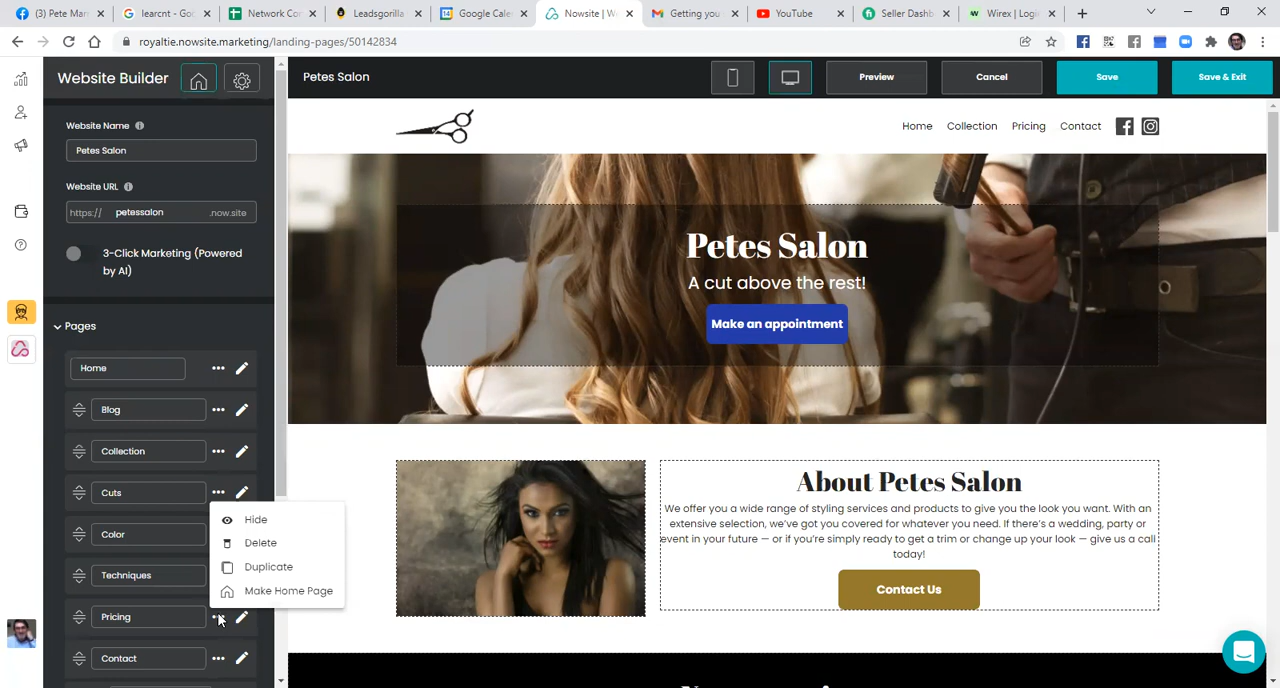 (3) Pete Mar
learcnt - Go
Network Co
Leadsgorilla
Google Cale
Nowsite | W
Getting you
YouTube
Seller Dashb
Wirex | Logi
royaltie.nowsite.marketing/landing-pages/50142834
Website Builder
Petes Salon
Preview
Cancel
Save
Save & Exit
Website Name
Petes Salon
Website URL
https:// petessalon .now.site
3-Click Marketing (Powered
by AI)
Pages
Home
Blog
Collection
Cuts
Color
Techniques
Pricing
Contact
Hide
Delete
Duplicate
Make Home Page
Home Collection Pricing Contact
Petes Salon
A cut above the rest!
Make an appointment
About Petes Salon
We offer you a wide range of styling services and products to give you the look you want. With an
extensive selection, we've got you covered for whatever you need. If there's a wedding, party or
event in your future — or if you're simply ready to get a trim or change up your look — give us a call
today!
Contact Us